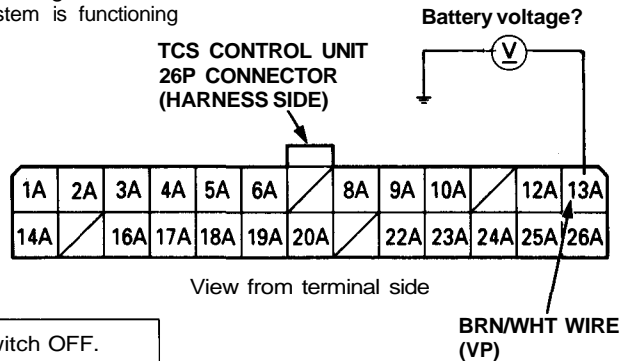 stem is functioning
Battery voltage?
V
TCS CONTROL UNIT
26P CONNECTOR
(HARNESS SIDE)
1A 2A 3A 4A 5A 6A 8A 9A 10A 12A 13A
14A 16A 17A 18A 19A 20A 22A 23A 24A 25A 26A
View from terminal side
BRN/WHT WIRE
(VP)
witch OFF.